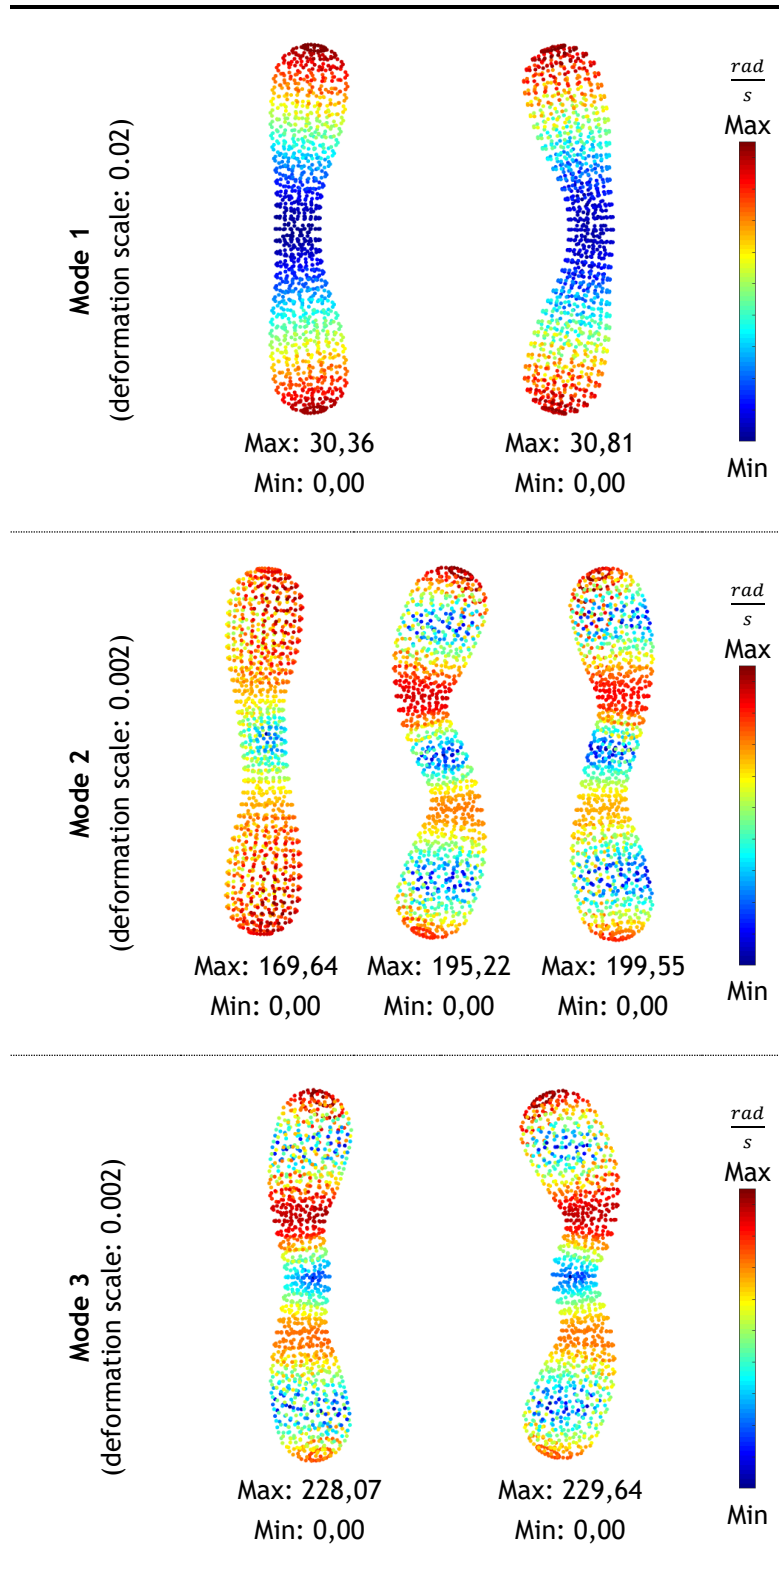 Mode 1
(deformation scale: 0.02)
Max: 30,36
Min: 0,00
Max: 30,81
Min: 0,00
rad
s
Max
Min
Mode 2
(deformation scale: 0.002)
Max: 169,64
Min: 0,00
Max: 195,22
Min: 0,00
Max: 199,55
Min: 0,00
rad
s
Max
Min
Mode 3
(deformation scale: 0.002)
Max: 228,07
Min: 0,00
Max: 229,64
Min: 0,00
rad
s
Max
Min